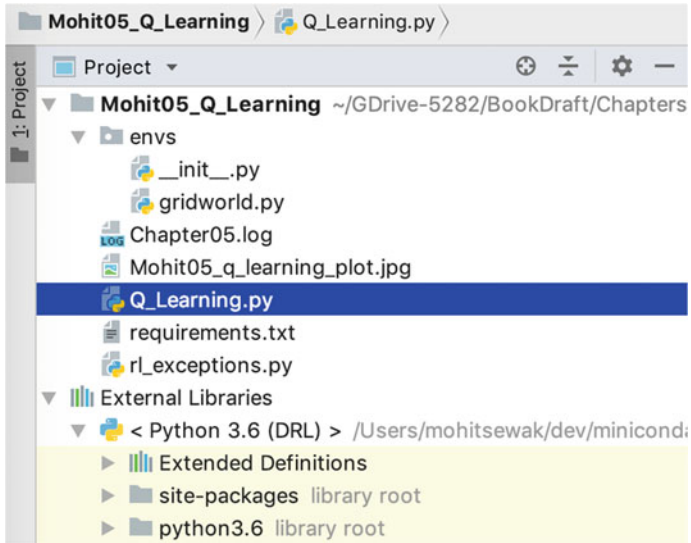 Mohit05_Q_Learning Q_Learning.py
1: Project
Project
Mohit05_Q_Learning ~/GDrive-5282/BookDraft/Chapters
envs
__init__.py
gridworld.py
LOG Chapter05.log
Mohit05_q_learning_plot.jpg
Q_Learning.py
requirements.txt
rl_exceptions.py
External Libraries
< Python 3.6 (DRL) > /Users/mohitsewak/dev/miniconda
Extended Definitions
site-packages library root
python3.6 library root